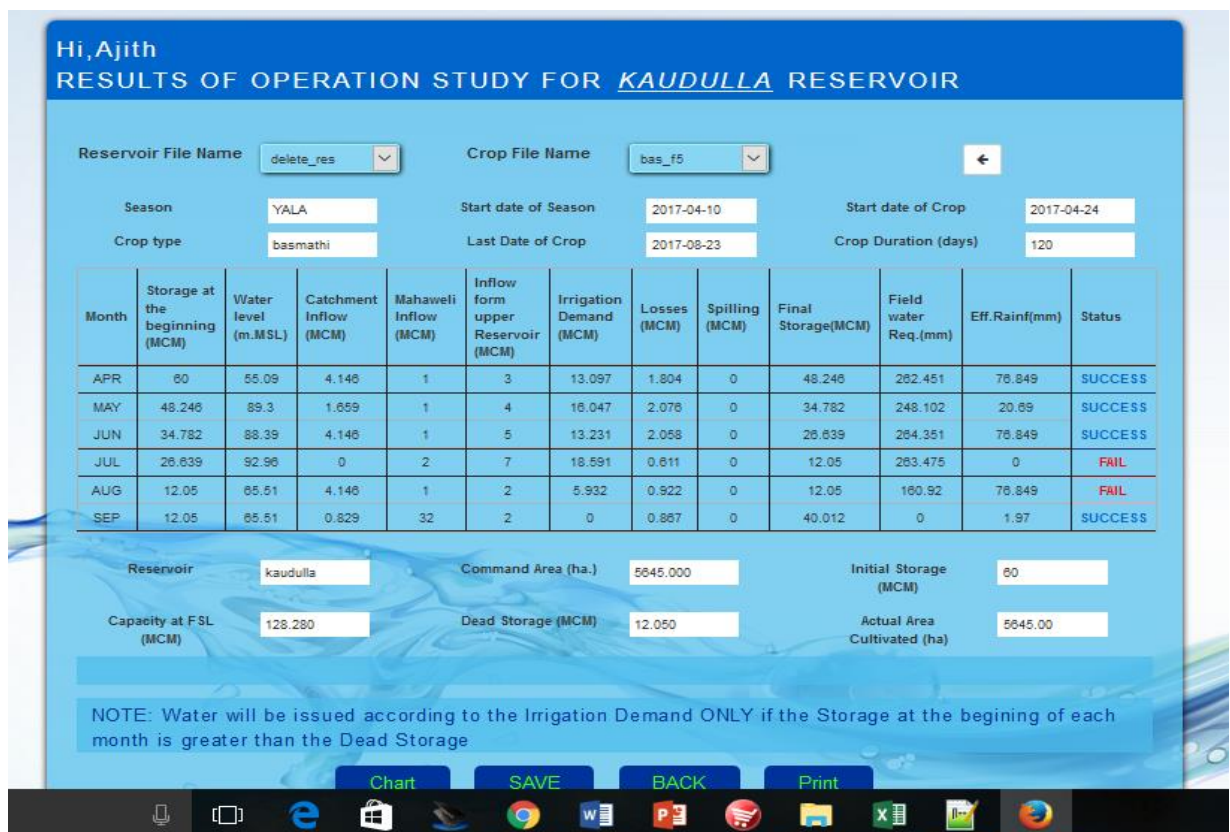 Hi,Ajith
RESULTS OF OPERATION STUDY FOR KAUDULLA RESERVOIR
Reservoir File Name delete_res Crop File Name bas_f5
Season YALA Start date of Season 2017-04-10 Start date of Crop 2017-04-24
Crop type basmathi Last Date of Crop 2017-08-23 Crop Duration (days) 120
Month Storage at the beginning (MCM) Water level (m.MSL) Catchment Inflow (MCM) Mahaweli Inflow (MCM) Inflow form upper Reservoir (MCM) Irrigation Demand (MCM) Losses (MCM) Spilling (MCM) Final Storage(MCM) Field water Req.(mm) Eff.Rainf(mm) Status
APR 60 55.09 4.146 1 3 13.097 1.804 0 48.246 262.451 76.849 SUCCESS
MAY 48.246 89.3 1.659 1 4 16.047 2.076 0 34.782 248.102 20.69 SUCCESS
JUN 34.782 88.39 4.146 1 5 13.231 2.058 0 26.639 264.351 76.849 SUCCESS
JUL 26.639 92.96 0 2 7 18.591 0.611 0 12.05 263.475 0 FAIL
AUG 12.05 65.51 4.146 1 2 5.932 0.922 0 12.05 160.92 76.849 FAIL
SEP 12.05 65.51 0.829 32 2 0 0.867 0 40.012 0 1.97 SUCCESS
Reservoir kaudulla Command Area (ha.) 5645.000 Initial Storage (MCM) 60
Capacity at FSL (MCM) 128.280 Dead Storage (MCM) 12.050 Actual Area Cultivated (ha) 5645.00
NOTE: Water will be issued according to the Irrigation Demand ONLY if the Storage at the begining of each
month is greater than the Dead Storage
Chart SAVE BACK Print